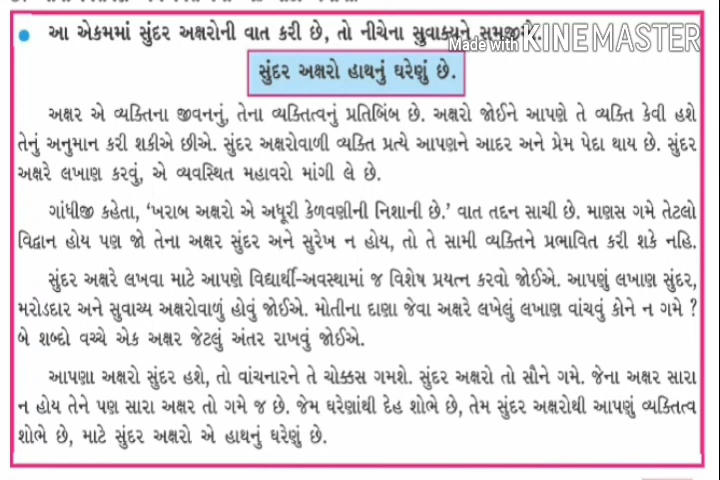 આ એકમમાં સુંદર અક્ષરોની વાત કરી છે, તો નીચેના સુવાક્યને સમજીએ.
Made with KINEMASTER
સુંદર અક્ષરો હાથનું ઘરેણું છે.
અક્ષર એ વ્યક્તિના જીવનનું, તેના વ્યક્તિત્વનું પ્રતિબિંબ છે. અક્ષરો જોઈને આપણે તે વ્યક્તિ કેવી હશે
તેનું અનુમાન કરી શકીએ છીએ. સુંદર અક્ષરોવાળી વ્યક્તિ પ્રત્યે આપણને આદર અને પ્રેમ પેદા થાય છે. સુંદર
અક્ષરે લખાણ કરવું, એ વ્યવસ્થિત મહાવરો માંગી લે છે.
ગાંધીજી કહેતા, ‘ખરાબ અક્ષરો એ અધૂરી કેળવણીની નિશાની છે.’ વાત તદન સાચી છે. માણસ ગમે તેટલો
વિદ્વાન હોય પણ જો તેના અક્ષર સુંદર અને સુરેખ ન હોય, તો તે સામી વ્યક્તિને પ્રભાવિત કરી શકે નહિ.
સુંદર અક્ષરે લખવા માટે આપણે વિદ્યાર્થી-અવસ્થામાં જ વિશેષ પ્રયત્ન કરવો જોઈએ. આપણું લખાણ સુંદર,
મરોડદાર અને સુવાચ્ય અક્ષરોવાળું હોવું જોઈએ. મોતીના દાણા જેવા અક્ષરે લખેલું લખાણ વાંચવું કોને ન ગમે ?
બે શબ્દો વચ્ચે એક અક્ષર જેટલું અંતર રાખવું જોઈએ.
આપણા અક્ષરો સુંદર હશે, તો વાંચનારને તે ચોક્કસ ગમશે. સુંદર અક્ષરો તો સૌને ગમે. જેના અક્ષર સારા
ન હોય તેને પણ સારા અક્ષર તો ગમે જ છે. જેમ ઘરેણાંથી દેહ શોભે છે, તેમ સુંદર અક્ષરોથી આપણું વ્યક્તિત્વ
શોભે છે, માટે સુંદર અક્ષરો એ હાથનું ઘરેણું છે.